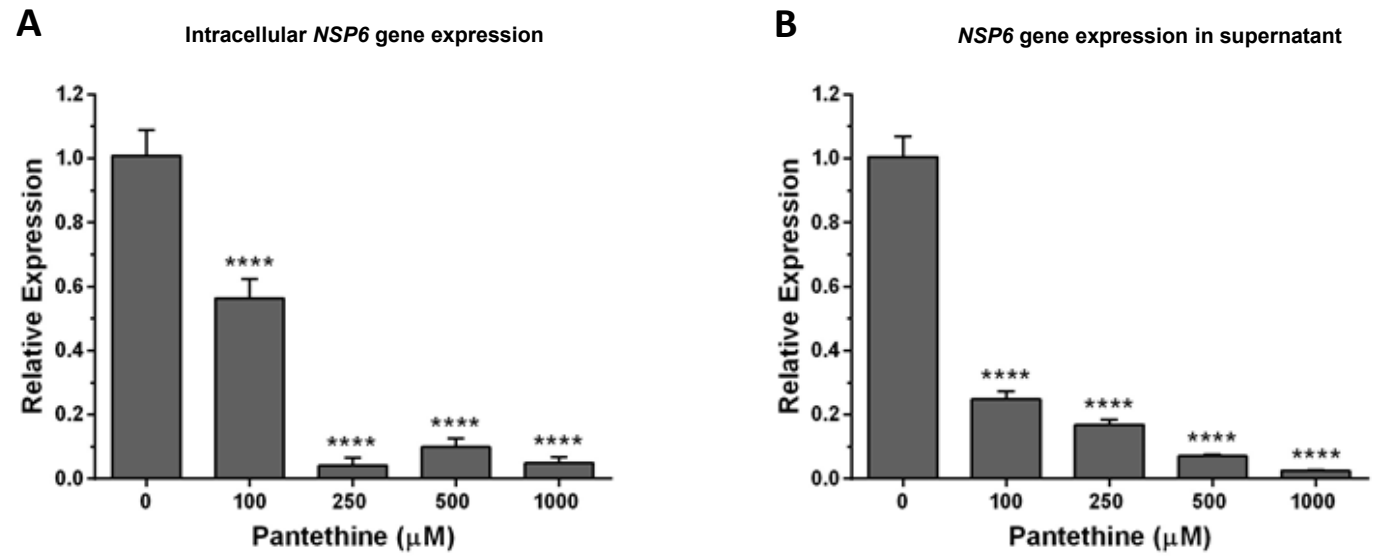 A
Intracellular NSP6 gene expression
1.2
1.0
0.8
0.6
0.4
0.2
0.0
Relative Expression
****
****
****
****
0 100 250 500 1000
Pantethine (μM)
B
NSP6 gene expression in supernatant
1.2
1.0
0.8
0.6
0.4
0.2
0.0
Relative Expression
****
****
****
****
0 100 250 500 1000
Pantethine (μM)